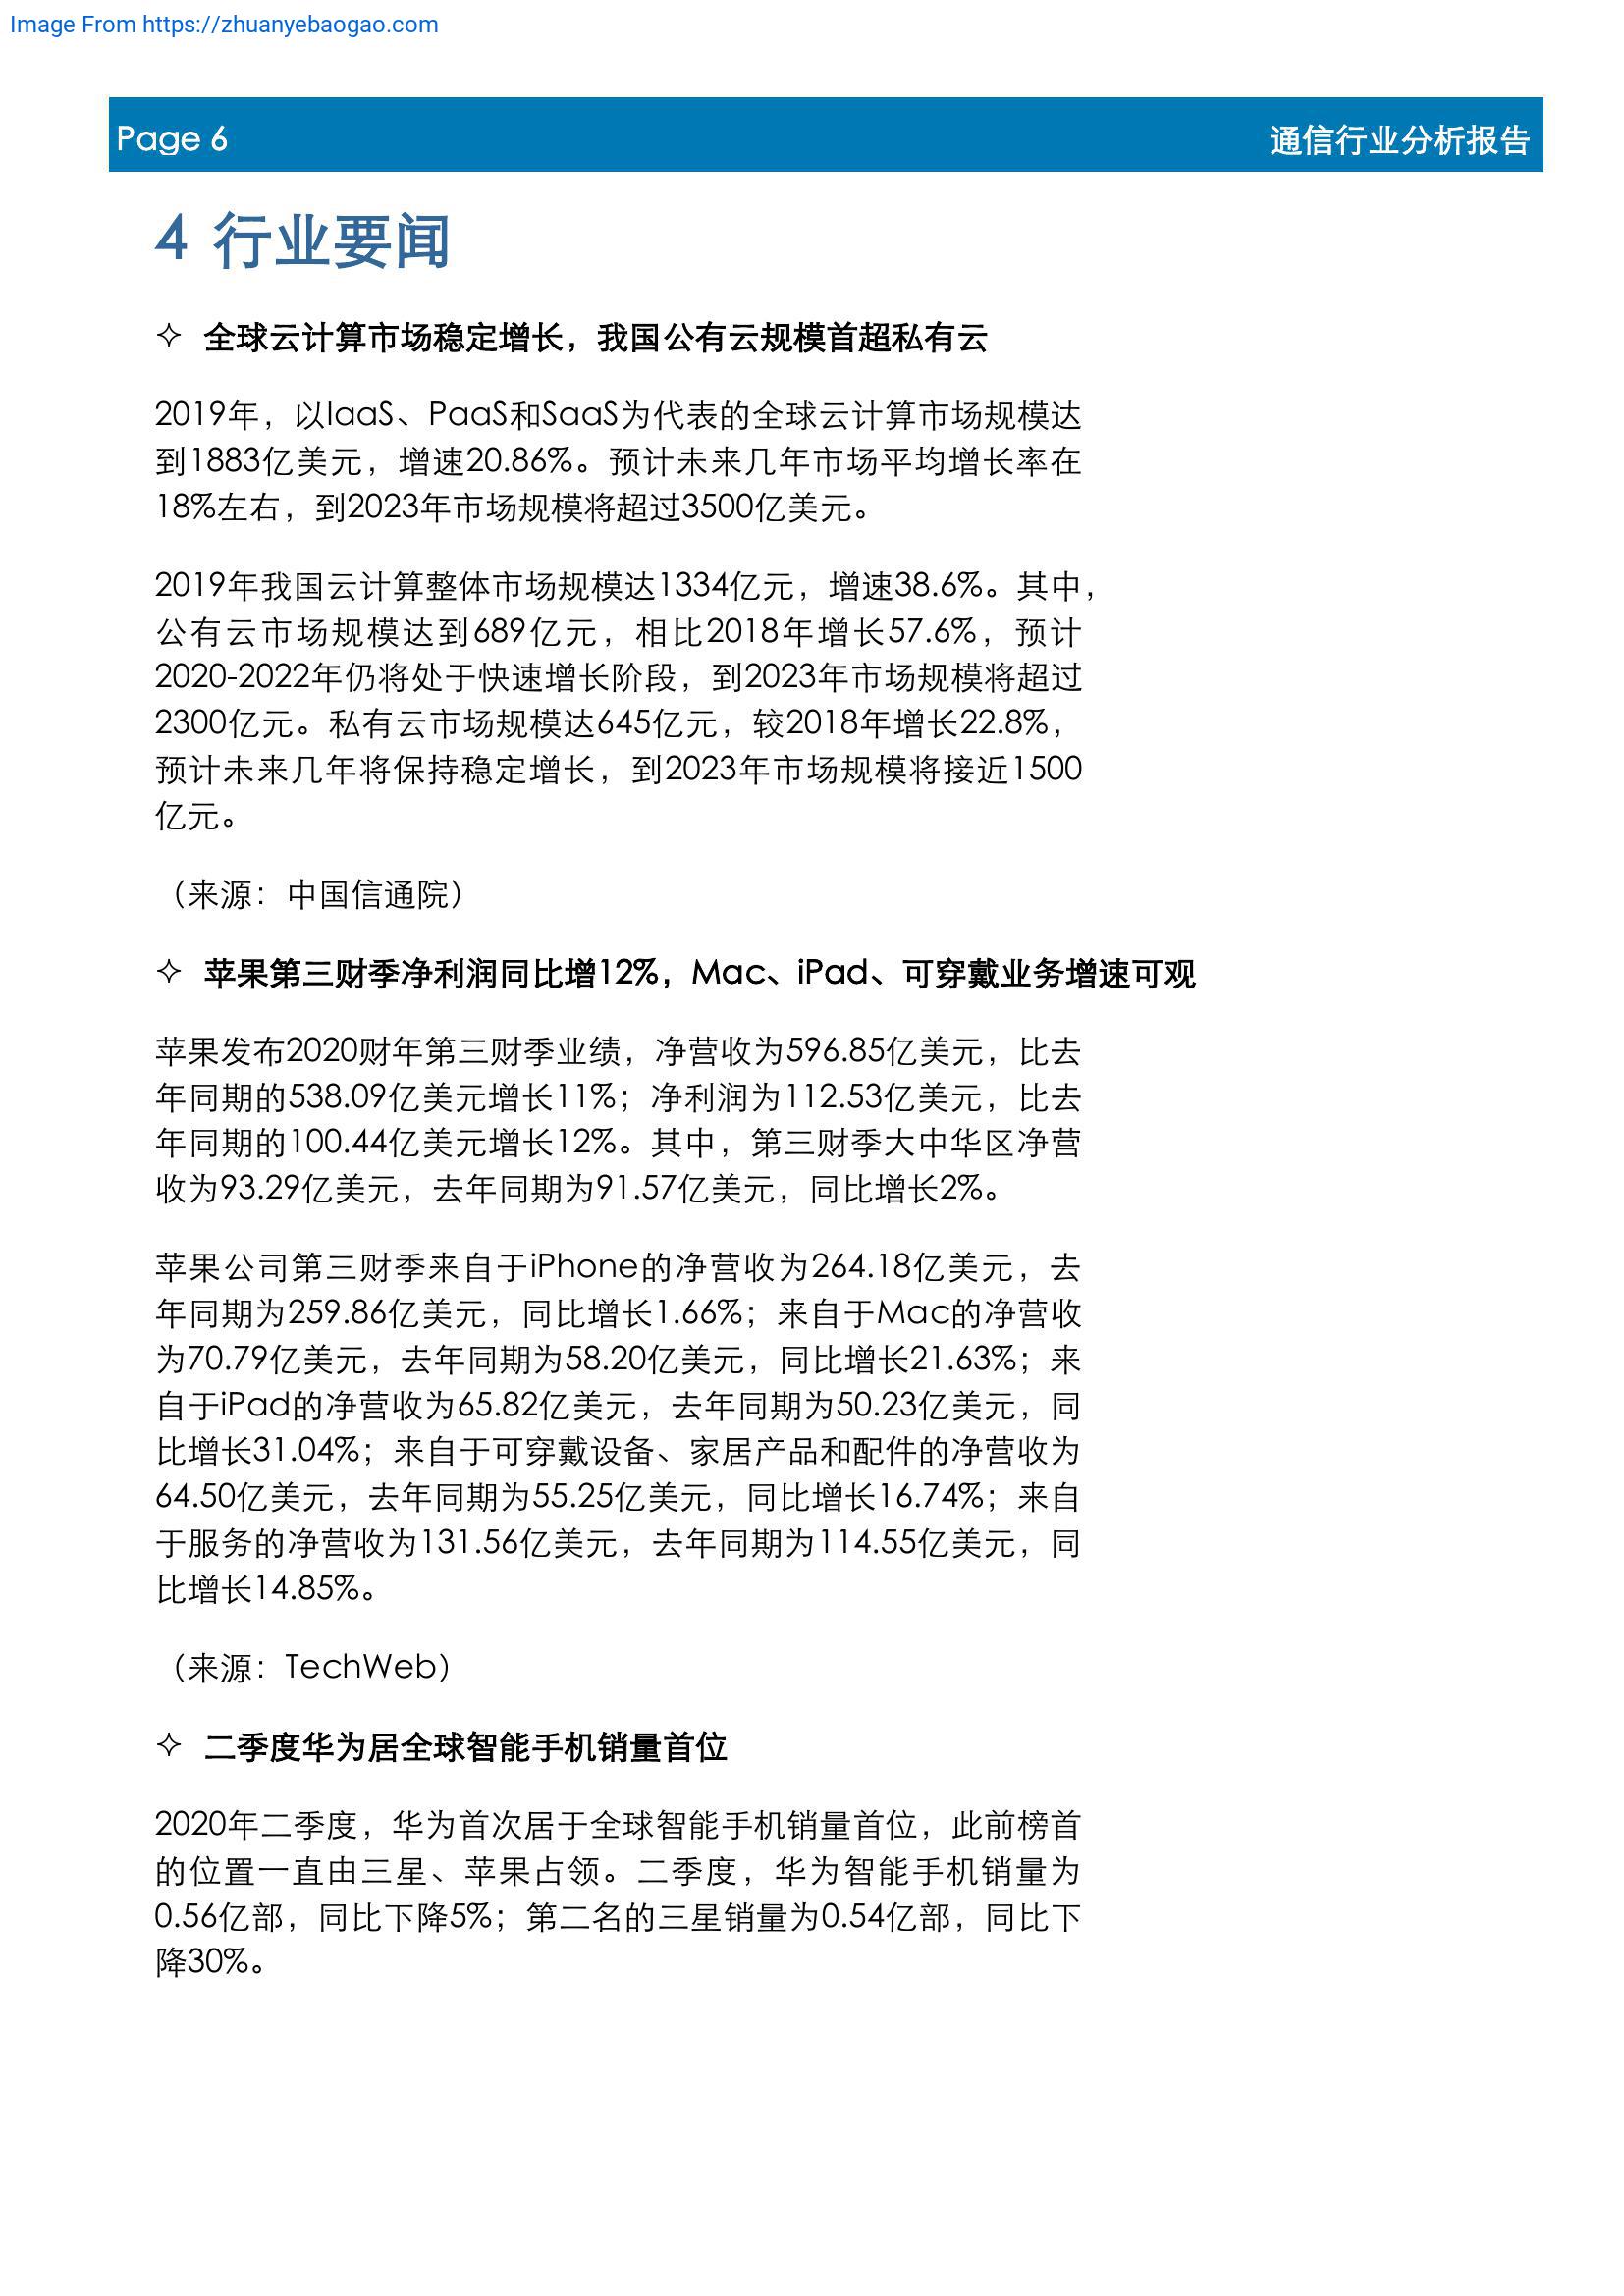 Image From https://zhuanyebaogao.com
Page 6
通信行业分析报告
4 行业要闻
✧ 全球云计算市场稳定增长，我国公有云规模首超私有云
2019年，以IaaS、PaaS和SaaS为代表的全球云计算市场规模达
到1883亿美元，增速20.86%。预计未来几年市场平均增长率在
18%左右，到2023年市场规模将超过3500亿美元。
2019年我国云计算整体市场规模达1334亿元，增速38.6%。其中，
公有云市场规模达到689亿元，相比2018年增长57.6%，预计
2020-2022年仍将处于快速增长阶段，到2023年市场规模将超过
2300亿元。私有云市场规模达645亿元，较2018年增长22.8%，
预计未来几年将保持稳定增长，到2023年市场规模将接近1500
亿元。
（来源：中国信通院）
✧ 苹果第三财季净利润同比增12%，Mac、iPad、可穿戴业务增速可观
苹果发布2020财年第三财季业绩，净营收为596.85亿美元，比去
年同期的538.09亿美元增长11%；净利润为112.53亿美元，比去
年同期的100.44亿美元增长12%。其中，第三财季大中华区净营
收为93.29亿美元，去年同期为91.57亿美元，同比增长2%。
苹果公司第三财季来自于iPhone的净营收为264.18亿美元，去
年同期为259.86亿美元，同比增长1.66%；来自于Mac的净营收
为70.79亿美元，去年同期为58.20亿美元，同比增长21.63%；来
自于iPad的净营收为65.82亿美元，去年同期为50.23亿美元，同
比增长31.04%；来自于可穿戴设备、家居产品和配件的净营收为
64.50亿美元，去年同期为55.25亿美元，同比增长16.74%；来自
于服务的净营收为131.56亿美元，去年同期为114.55亿美元，同
比增长14.85%。
（来源：TechWeb）
✧ 二季度华为居全球智能手机销量首位
2020年二季度，华为首次居于全球智能手机销量首位，此前榜首
的位置一直由三星、苹果占领。二季度，华为智能手机销量为
0.56亿部，同比下降5%；第二名的三星销量为0.54亿部，同比下
降30%。